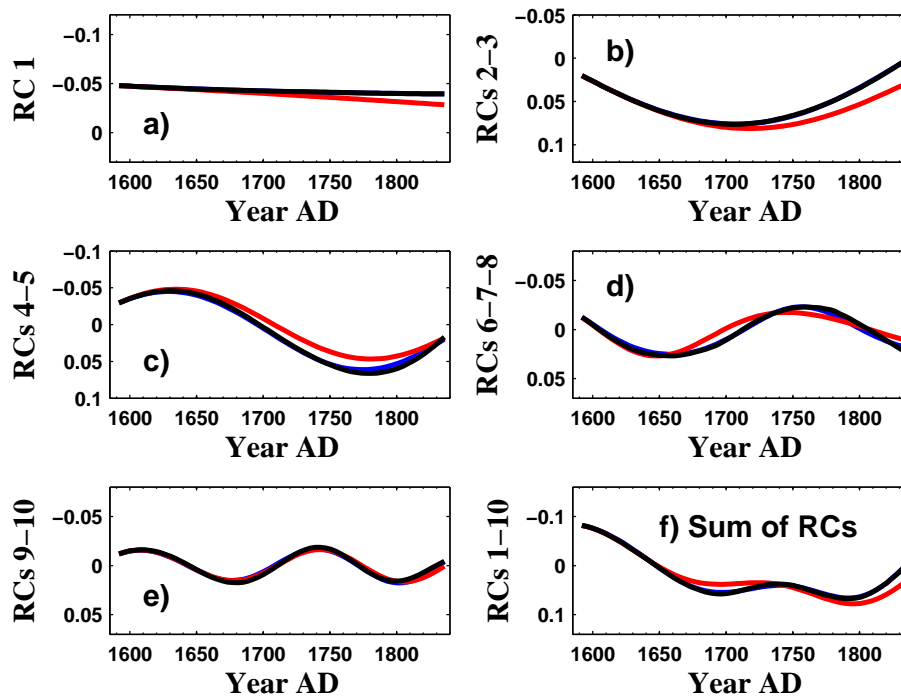 RC 1
−0.1
−0.05
0
a)
1600 1650 1700 1750 1800
Year AD
RCs 2−3
−0.05
0
0.05
0.1
b)
1600 1650 1700 1750 1800
Year AD
RCs 4−5
−0.1
−0.05
0
0.05
0.1
c)
1600 1650 1700 1750 1800
Year AD
RCs 6−7−8
−0.05
0
0.05
d)
1600 1650 1700 1750 1800
Year AD
RCs 9−10
−0.05
0
0.05
e)
1600 1650 1700 1750 1800
Year AD
RCs 1−10
−0.1
0
0.1
f) Sum of RCs
1600 1650 1700 1750 1800
Year AD